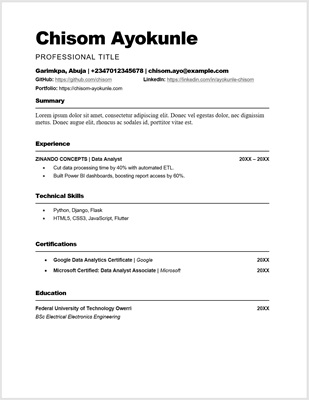 Chisom Ayokunle
PROFESSIONAL TITLE
Garimkpa, Abuja | +2347012345678 | chisom.ayo@example.com
GitHub: https://github.com/chisom LinkedIn: https://linkedin.com/in/ayokunle-chisom
Portfolio: https://chisom-ayokunle.com
Summary
Lorem ipsum dolor sit amet, consectetur adipiscing elit. Donec vel egestas dolor, nec dignissim
metus. Donec augue elit, rhoncus ac sodales id, porttitor vitae est.
Experience
ZINANDO CONCEPTS | Data Analyst 20XX – 20XX
• Cut data processing time by 40% with automated ETL.
• Built Power BI dashboards, boosting report access by 60%.
Technical Skills
• Python, Django, Flask
• HTML5, CSS3, JavaScript, Flutter
Certifications
• Google Data Analytics Certificate | Google 20XX
• Microsoft Certified: Data Analyst Associate | Microsoft 20XX
Education
Federal University of Technology Owerri 20XX
BSc Electrical Electronics Engineering